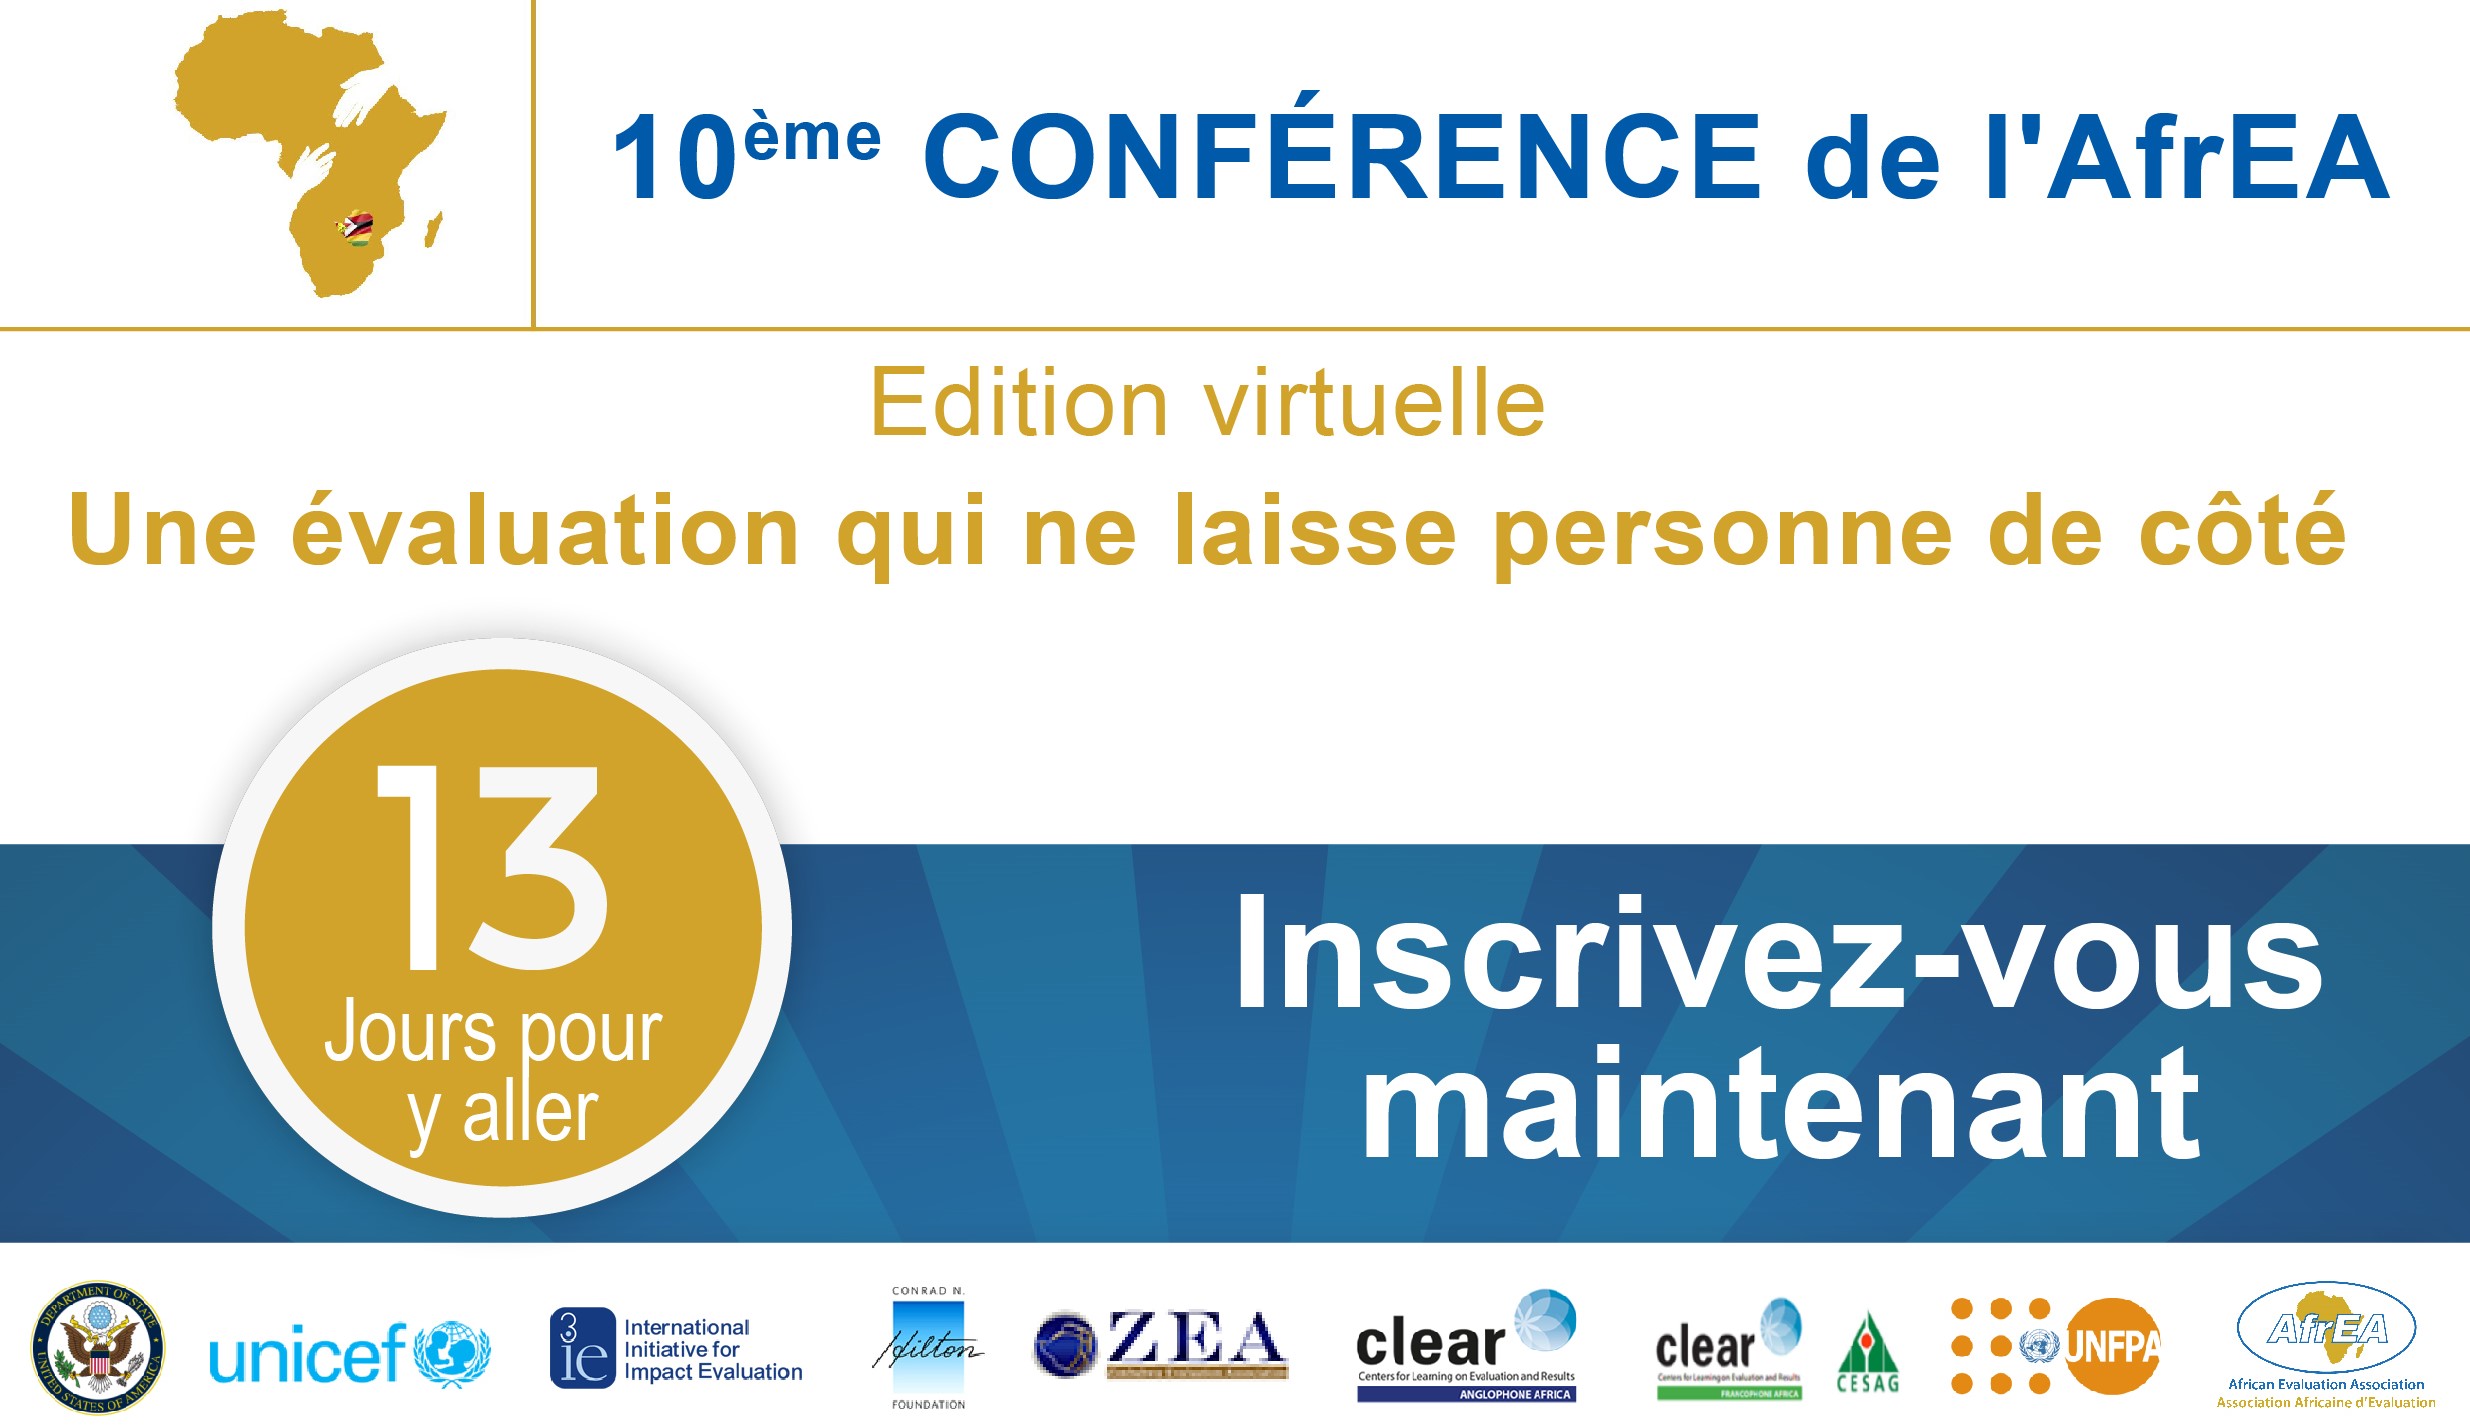 10ème CONFÉRENCE de l'AfrEA
Edition virtuelle
Une évaluation qui ne laisse personne de côté
13
Jours pour
y aller
Inscrivez-vous
maintenant
DEPARTMENT OF STATE
UNITED STATES OF AMERICA
unicef
3ie
International
Initiative for
Impact Evaluation
CONRAD N.
Hilton
FOUNDATION
ZEA
clear
Centers for Learning on Evaluation and Results
ANGLOPHONE AFRICA
clear
Centers for Learning on Evaluation and Results
FRANCOPHONE AFRICA
CESAG
UNFPA
AfrEA
African Evaluation Association
Association Africaine d'Evaluation